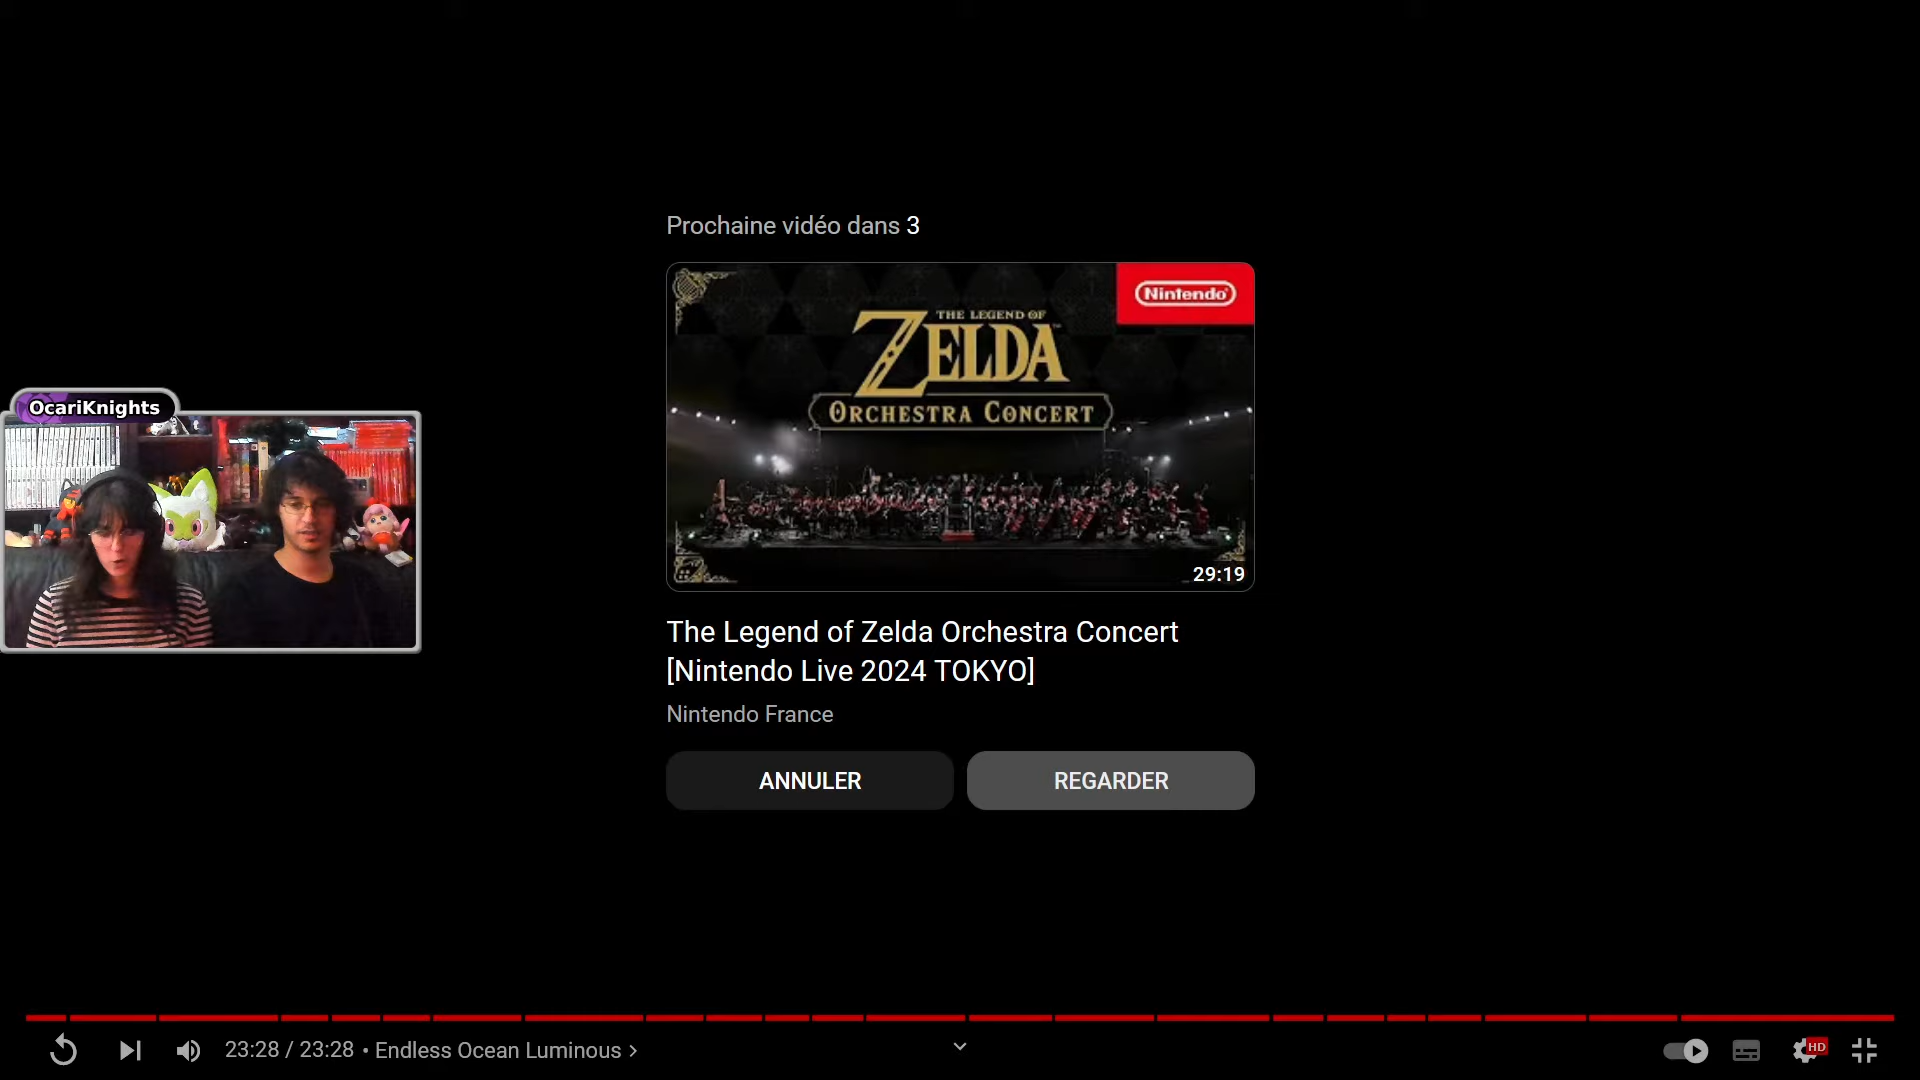 Prochaine vidéo dans 3
Nintendo
THE LEGEND OF
ZELDA
ORCHESTRA CONCERT
29:19
OcariKnights
The Legend of Zelda Orchestra Concert
[Nintendo Live 2024 TOKYO]
Nintendo France
ANNULER
REGARDER
23:28 / 23:28 • Endless Ocean Luminous >
HD